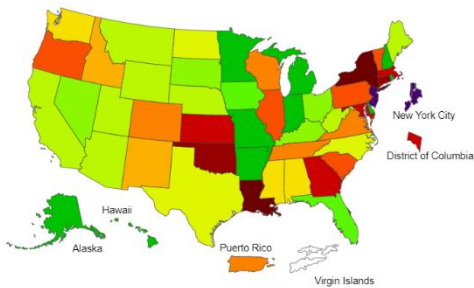 New York City
District of Columbia
Hawaii
Alaska
Puerto Rico
Virgin Islands